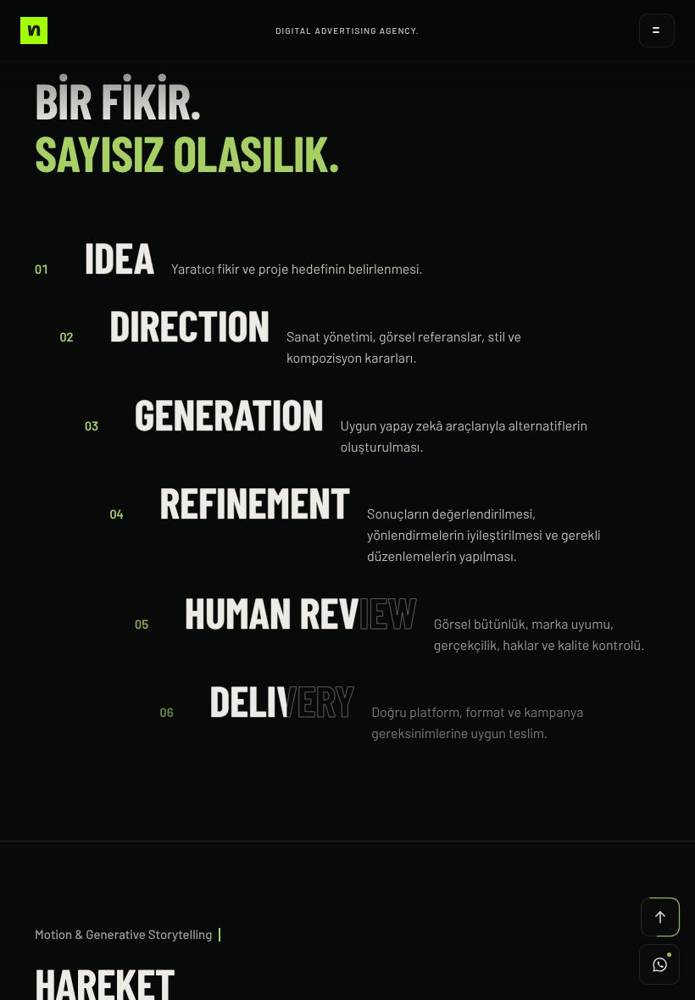 DIGITAL ADVERTISING AGENCY.
BİR FİKİR.
SAYISIZ OLASILIK.
01 IDEA Yaratıcı fikir ve proje hedefinin belirlenmesi.
02 DIRECTION Sanat yönetimi, görsel referanslar, stil ve
kompozisyon kararları.
03 GENERATION Uygun yapay zekâ araçlarıyla alternatiflerin
oluşturulması.
04 REFINEMENT Sonuçların değerlendirilmesi,
yönlendirmelerin iyileştirilmesi ve gerekli
düzenlemelerin yapılması.
05 HUMAN REVIEW Görsel bütünlük, marka uyumu,
gerçekçilik, haklar ve kalite kontrolü.
06 DELIVERY Doğru platform, format ve kampanya
gereksinimlerine uygun teslim.
Motion & Generative Storytelling
HAREKET